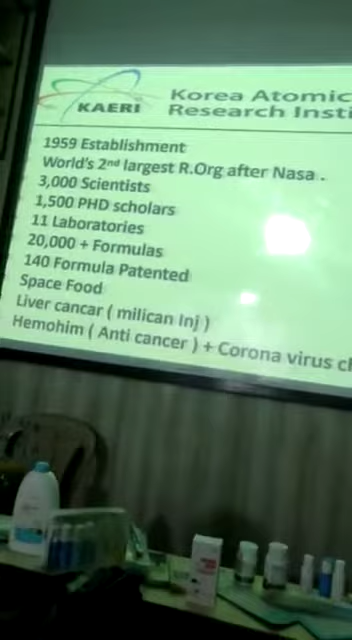 KAERI
Korea Atomic
Research Insti
1959 Establishment
World's 2nd largest R.Org after Nasa .
3,000 Scientists
1,500 PHD scholars
11 Laboratories
20,000 + Formulas
140 Formula Patented
Space Food
Liver cancar ( milican Inj )
Hemohim ( Anti cancer ) + Corona virus ch